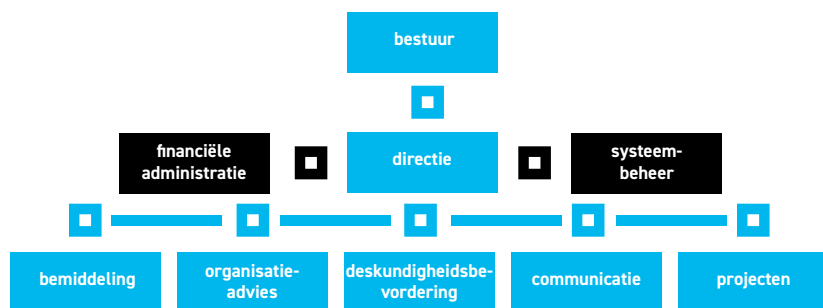 bestuur
financiële
administratie
directie
systeem-
beheer
bemiddeling
organisatie-
advies
deskundigheidsbe-
vordering
communicatie
projecten